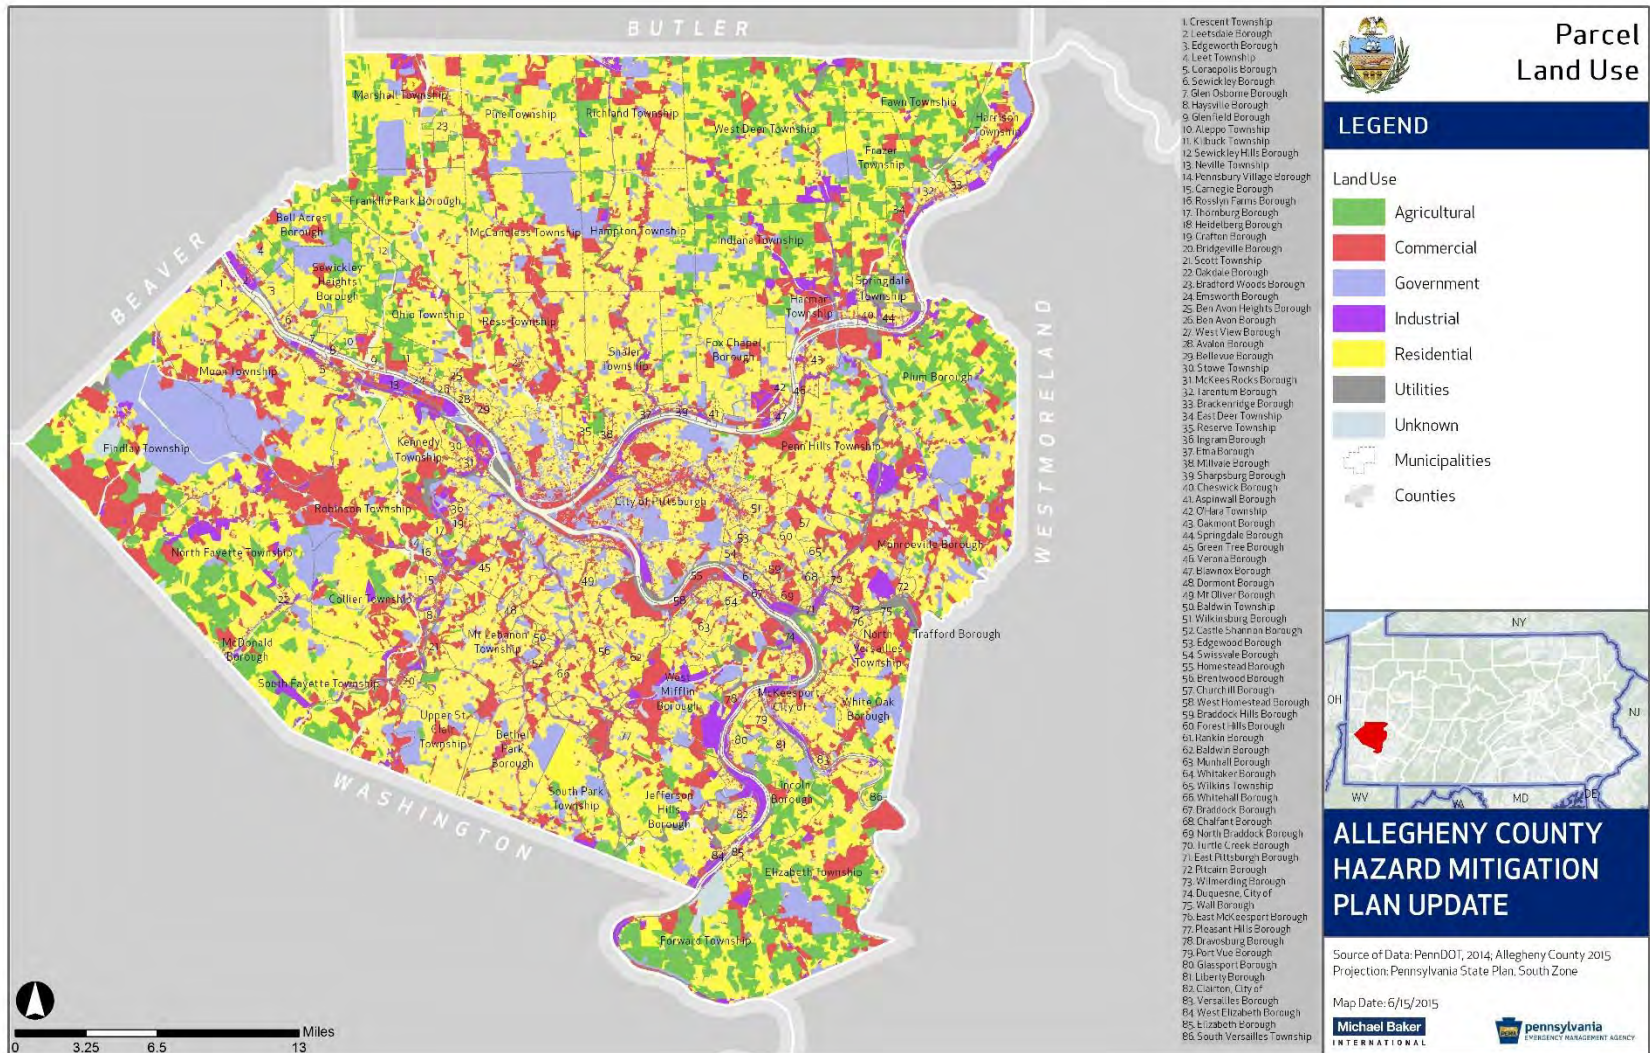 BUTLER
BEAVER
WESTMORELAND
WASHINGTON
Marshall Township
23
Pine Township
Richland Township
West Deer Township
Fawn Township
Harrison Township
Frazer Township
32
33
34
Franklin Park Borough
Bell Acres Borough
McCandless Township
Hampton Township
Indiana Township
4
12
1
2
3
Sewickley Heights Borough
Ohio Township
Ross Township
Harmar Township
Springdale Township
40
44
Shaler Township
Fox Chapel Borough
43
Plum Borough
Moon Township
Findlay Township
Kennedy Township
Penn Hills Township
City of Pittsburgh
Robinson Township
North Fayette Township
Monroeville Borough
Collier Township
McDonald Borough
South Fayette Township
Mt Lebanon Township
North Versailles Township
Trafford Borough
West Mifflin Borough
McKeesport City of
White Oak Borough
Upper St. Clair Township
Bethel Park Borough
South Park Township
Jefferson Hills Borough
Lincoln Borough
Elizabeth Township
Forward Township
1. Crescent Township
2. Leetsdale Borough
3. Edgeworth Borough
4. Leet Township
5. Coraopolis Borough
6. Sewickley Borough
7. Glen Osborne Borough
8. Haysville Borough
9. Glenfield Borough
10. Aleppo Township
11. Kilbuck Township
12. Sewickley Hills Borough
13. Neville Township
14. Pennsbury Village Borough
15. Carnegie Borough
16. Rosslyn Farms Borough
17. Thornburg Borough
18. Heidelberg Borough
19. Crafton Borough
20. Bridgeville Borough
21. Scott Township
22. Oakdale Borough
23. Bradford Woods Borough
24. Emsworth Borough
25. Ben Avon Heights Borough
26. Ben Avon Borough
27. West View Borough
28. Avalon Borough
29. Bellevue Borough
30. Stowe Township
31. McKees Rocks Borough
32. Tarentum Borough
33. Brackenridge Borough
34. East Deer Township
35. Reserve Township
36. Ingram Borough
37. Etna Borough
38. Millvale Borough
39. Sharpsburg Borough
40. Cheswick Borough
41. Aspinwall Borough
42. O'Hara Township
43. Oakmont Borough
44. Springdale Borough
45. Green Tree Borough
46. Verona Borough
47. Blawnox Borough
48. Dormont Borough
49. Mt Oliver Borough
50. Baldwin Township
51. Wilkinsburg Borough
52. Castle Shannon Borough
53. Edgewood Borough
54. Swissvale Borough
55. Homestead Borough
56. Brentwood Borough
57. Churchill Borough
58. West Homestead Borough
59. Braddock Hills Borough
60. Forest Hills Borough
61. Rankin Borough
62. Baldwin Borough
63. Munhall Borough
64. Whitaker Borough
65. Wilkins Township
66. Whitehall Borough
67. Braddock Borough
68. Chalfant Borough
69. North Braddock Borough
70. Turtle Creek Borough
71. East Pittsburgh Borough
72. Pitcairn Borough
73. Wilmerding Borough
74. Duquesne, City of
75. Wall Borough
76. East McKeesport Borough
77. Pleasant Hills Borough
78. Dravosburg Borough
79. Port Vue Borough
80. Glassport Borough
81. Liberty Borough
82. Clairton, City of
83. Versailles Borough
84. West Elizabeth Borough
85. Elizabeth Borough
86. South Versailles Township
Parcel
Land Use
LEGEND
Land Use
Agricultural
Commercial
Government
Industrial
Residential
Utilities
Unknown
Municipalities
Counties
NY
OH
NJ
WV
MD
DE
ALLEGHENY COUNTY
HAZARD MITIGATION
PLAN UPDATE
Source of Data: PennDOT, 2014; Allegheny County 2015
Projection: Pennsylvania State Plan, South Zone
Map Date: 6/15/2015
Michael Baker
INTERNATIONAL
pennsylvania
EMERGENCY MANAGEMENT AGENCY
Miles
0 3.25 6.5 13